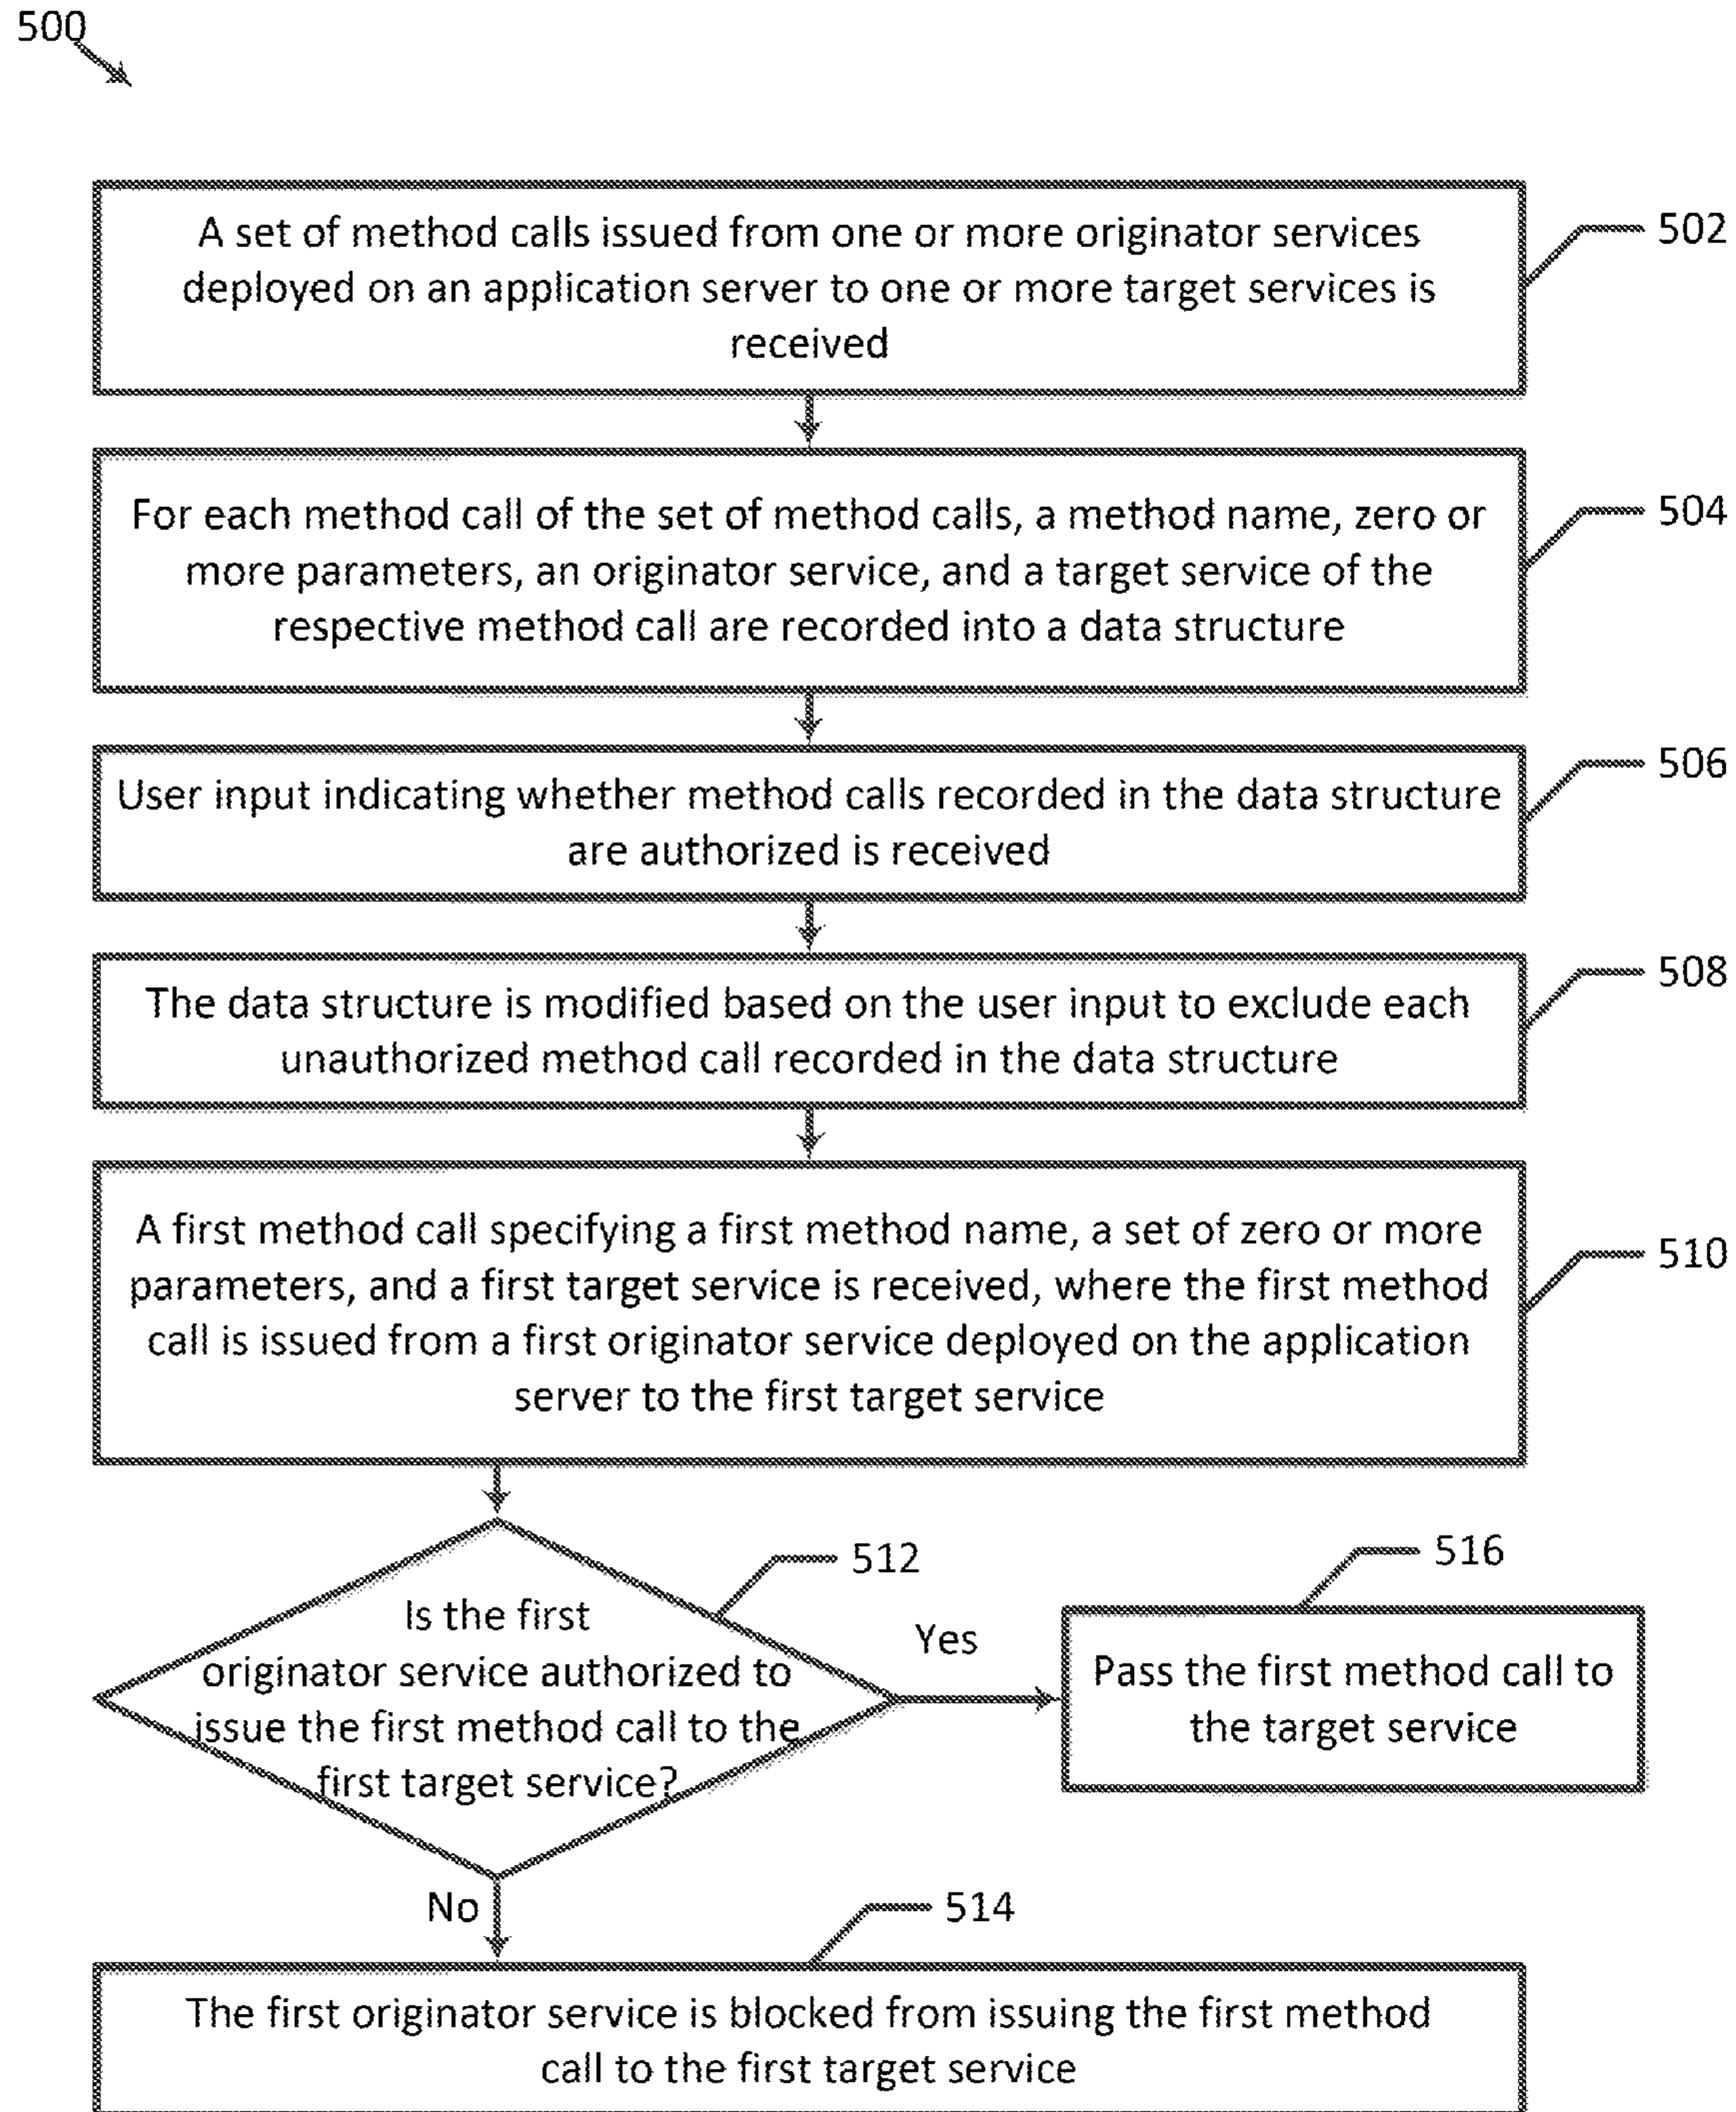 500
A set of method calls issued from one or more originator services
deployed on an application server to one or more target services is
received
502
For each method call of the set of method calls, a method name, zero or
more parameters, an originator service, and a target service of the
respective method call are recorded into a data structure
504
User input indicating whether method calls recorded in the data structure
are authorized is received
506
The data structure is modified based on the user input to exclude each
unauthorized method call recorded in the data structure
508
A first method call specifying a first method name, a set of zero or more
parameters, and a first target service is received, where the first method
call is issued from a first originator service deployed on the application
server to the first target service
510
Is the first
originator service authorized to
issue the first method call to the
first target service?
512
Yes
516
Pass the first method call to
the target service
No
514
The first originator service is blocked from issuing the first method
call to the first target service